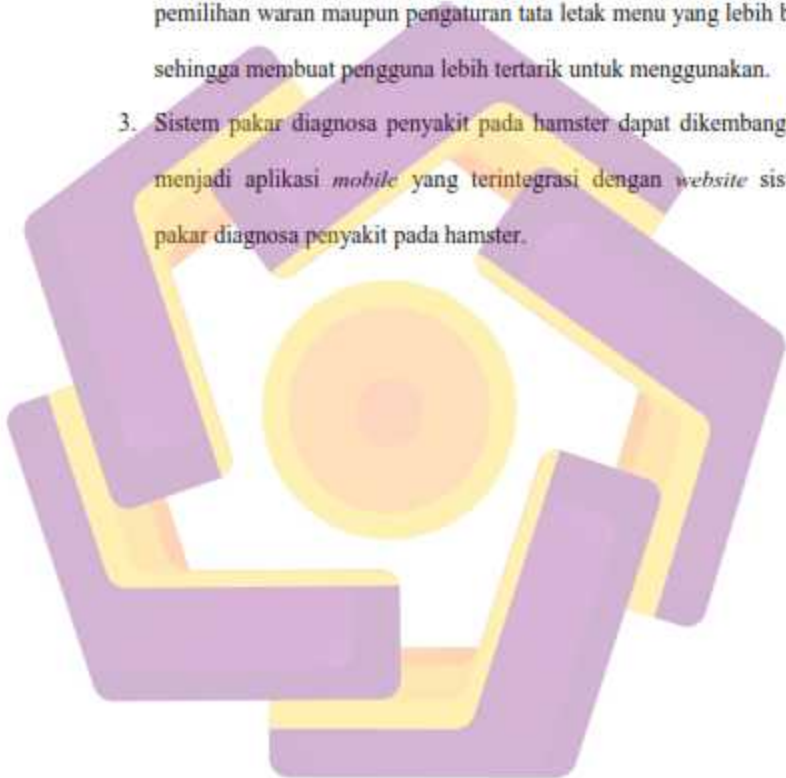 pemilihan waran maupun pengaturan tata letak menu yang lebih b
sehingga membuat pengguna lebih tertarik untuk menggunakan.
3. Sistem pakar diagnosa penyakit pada hamster dapat dikembang
menjadi aplikasi mobile yang terintegrasi dengan website sis
pakar diagnosa penyakit pada hamster.